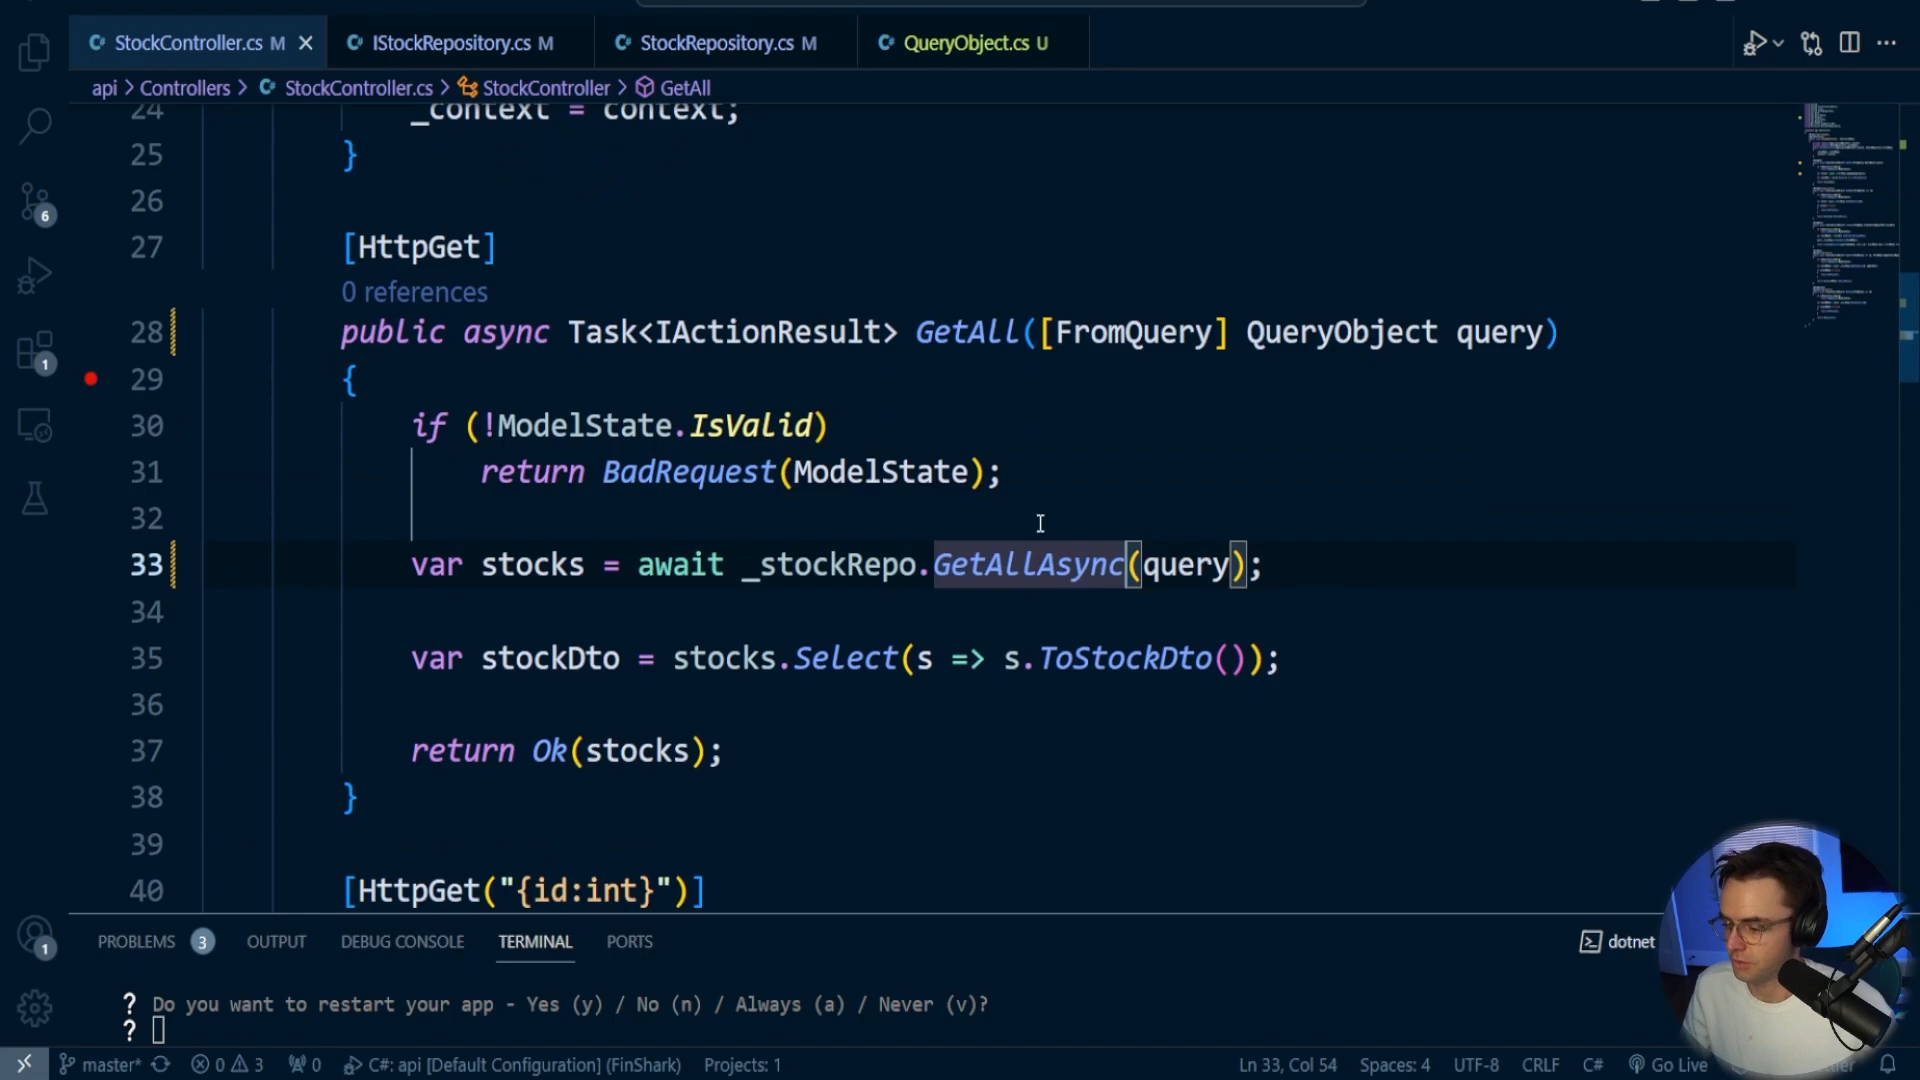 StockController.cs M
IStockRepository.cs M
StockRepository.cs M
QueryObject.cs U
api > Controllers > StockController.cs > StockController > GetAll
24 _context = context;
25 }
26
27 [HttpGet]
0 references
28 public async Task<IActionResult> GetAll([FromQuery] QueryObject query)
29 {
30 if (!ModelState.IsValid)
31 return BadRequest(ModelState);
32
33 var stocks = await _stockRepo.GetAllAsync(query);
34
35 var stockDto = stocks.Select(s => s.ToStockDto());
36
37 return Ok(stocks);
38 }
39
40 [HttpGet("{id:int}")]
6
1
1
PROBLEMS 3 OUTPUT DEBUG CONSOLE TERMINAL PORTS
dotnet
? Do you want to restart your app - Yes (y) / No (n) / Always (a) / Never (v)?
?
master* 0 3 0 C#: api [Default Configuration] (FinShark) Projects: 1
Ln 33, Col 54 Spaces: 4 UTF-8 CRLF C# Go Live